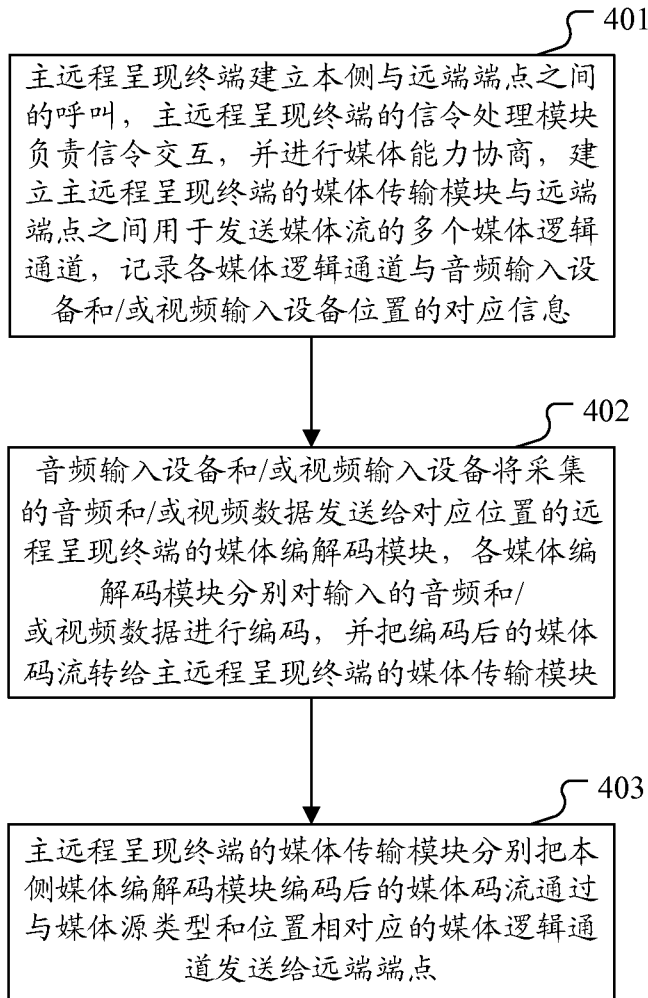 401
主远程呈现终端建立本侧与远端端点之间
的呼叫，主远程呈现终端的信令处理模块
负责信令交互，并进行媒体能力协商，建
立主远程呈现终端的媒体传输模块与远端
端点之间用于发送媒体流的多个媒体逻辑
通道，记录各媒体逻辑通道与音频输入设
备和/或视频输入设备位置的对应信息
402
音频输入设备和/或视频输入设备将采集
的音频和/或视频数据发送给对应位置的远
程呈现终端的媒体编解码模块，各媒体编
解码模块分别对输入的音频和/
或视频数据进行编码，并把编码后的媒体
码流转给主远程呈现终端的媒体传输模块
403
主远程呈现终端的媒体传输模块分别把本
侧媒体编解码模块编码后的媒体码流通过
与媒体源类型和位置相对应的媒体逻辑通
道发送给远端端点